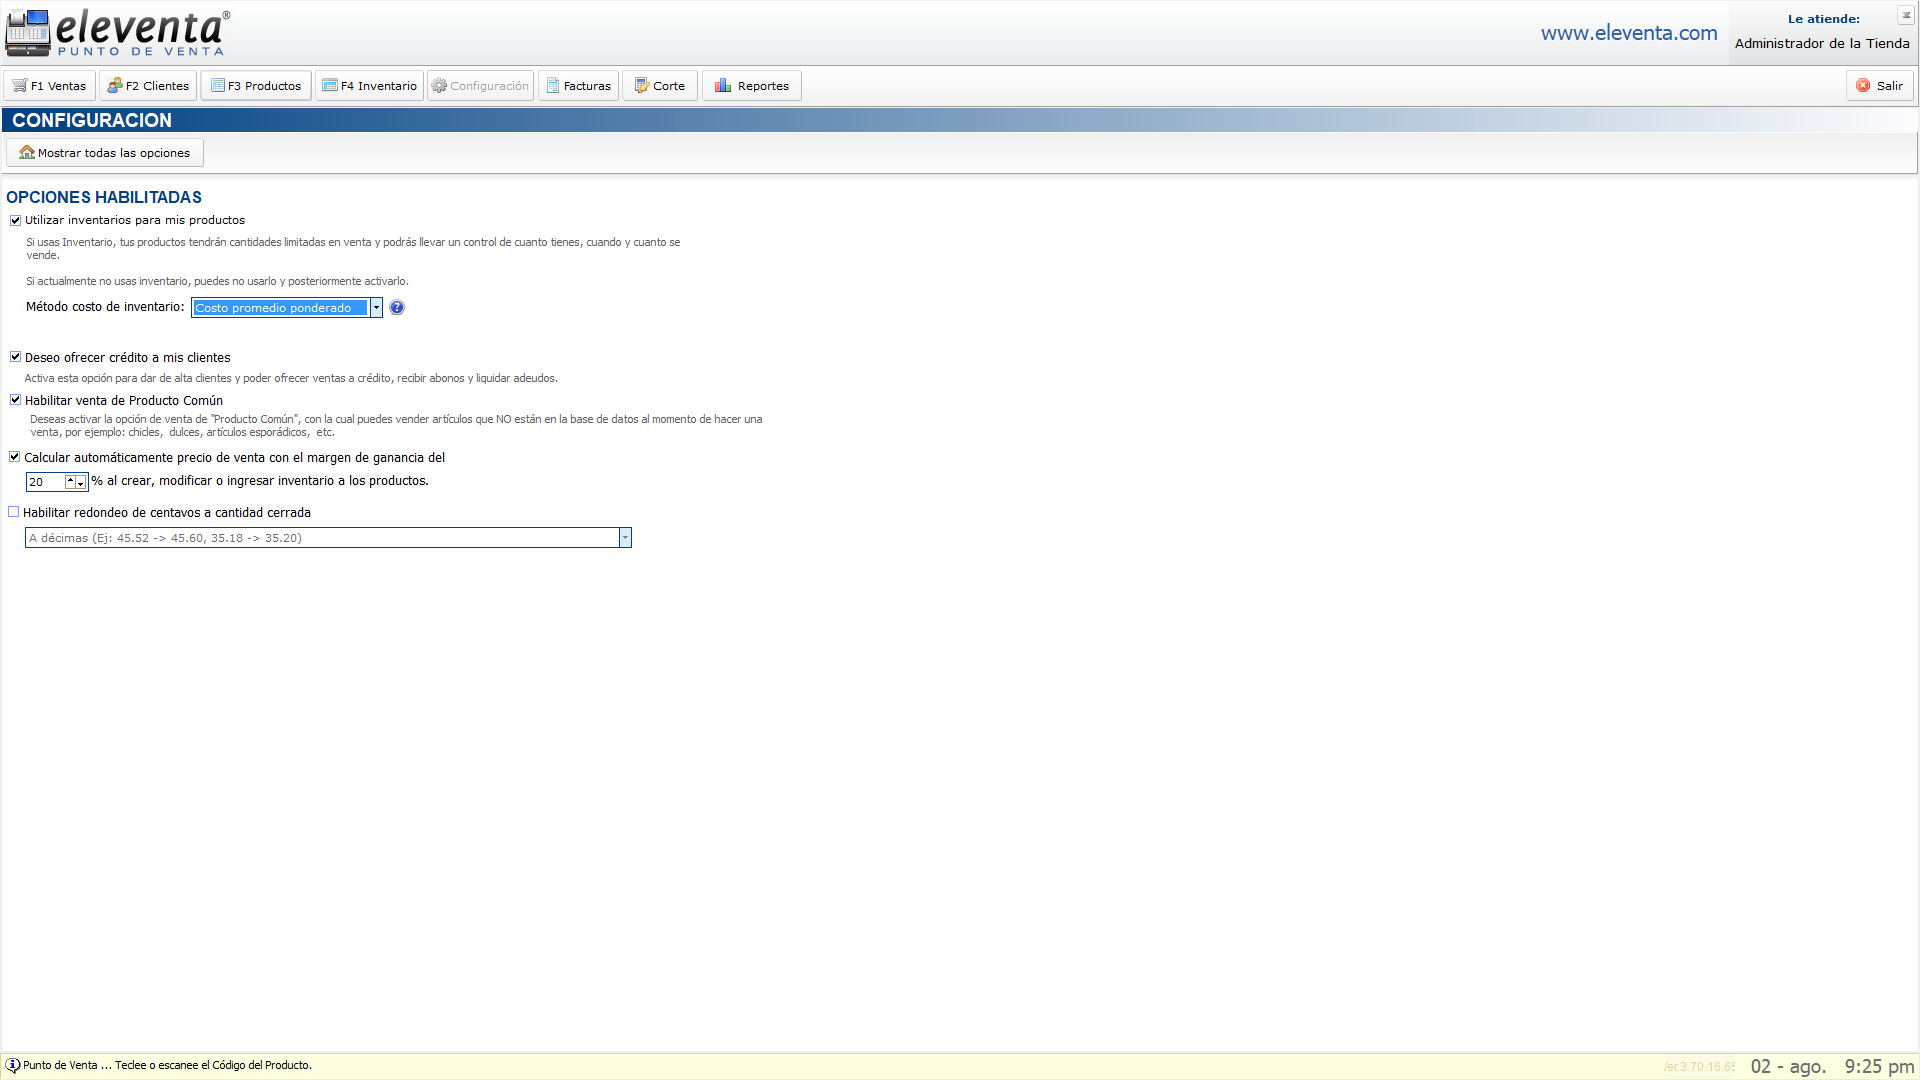 eleventa®
PUNTO DE VENTA
www.eleventa.com
Le atiende:
Administrador de la Tienda
F1 Ventas
F2 Clientes
F3 Productos
F4 Inventario
Configuración
Facturas
Corte
Reportes
Salir
CONFIGURACION
Mostrar todas las opciones
OPCIONES HABILITADAS
Utilizar inventarios para mis productos
Si usas Inventario, tus productos tendrán cantidades limitadas en venta y podrás llevar un control de cuanto tienes, cuando y cuanto se
vende.
Si actualmente no usas inventario, puedes no usarlo y posteriormente activarlo.
Método costo de inventario: Costo promedio ponderado
Deseo ofrecer crédito a mis clientes
Activa esta opción para dar de alta clientes y poder ofrecer ventas a crédito, recibir abonos y liquidar adeudos.
Habilitar venta de Producto Común
Deseas activar la opción de venta de "Producto Común", con la cual puedes vender artículos que NO están en la base de datos al momento de hacer una
venta, por ejemplo: chicles, dulces, artículos esporádicos, etc.
Calcular automáticamente precio de venta con el margen de ganancia del
20 % al crear, modificar o ingresar inventario a los productos.
Habilitar redondeo de centavos a cantidad cerrada
A décimas (Ej: 45.52 -> 45.60, 35.18 -> 35.20)
Punto de Venta ... Teclee o escanee el Código del Producto.
02 - ago. 9:25 pm